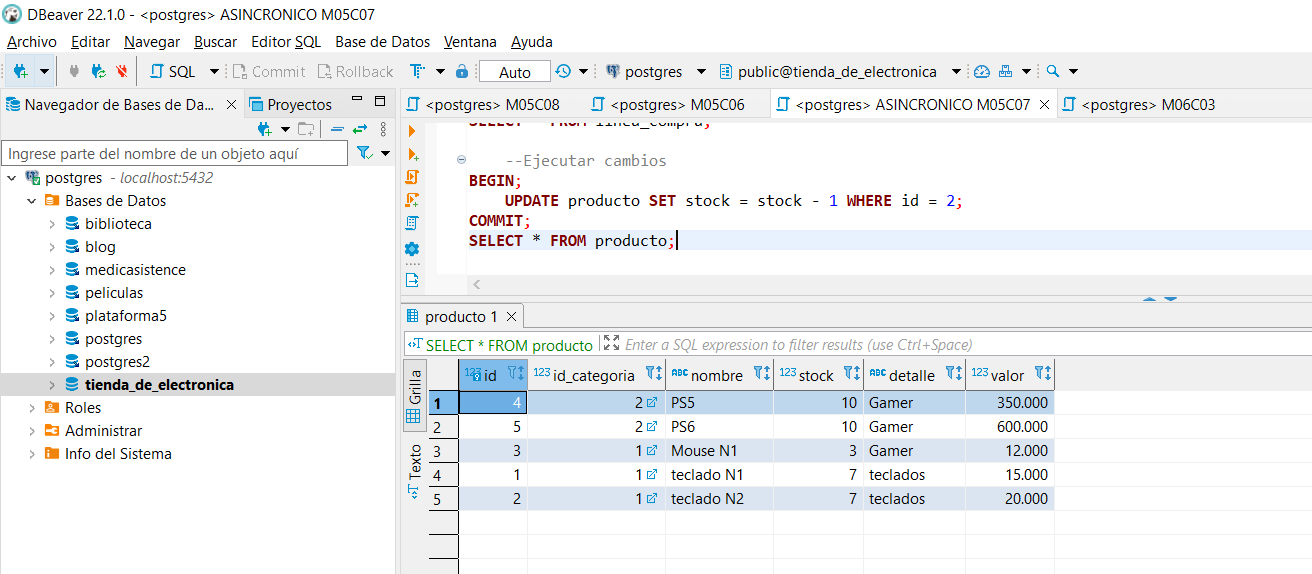 DBeaver 22.1.0 - <postgres> ASINCRONICO M05C07
Archivo Editar Navegar Buscar Editor SQL Base de Datos Ventana Ayuda
SQL Commit Rollback Auto postgres public@tienda_de_electronica
Navegador de Bases de Da... Proyectos
<postgres> M05C08 <postgres> M05C06 <postgres> ASINCRONICO M05C07 <postgres> M06C03
Ingrese parte del nombre de un objeto aquí
postgres - localhost:5432
Bases de Datos
biblioteca
blog
medicasistence
peliculas
plataforma5
postgres
postgres2
tienda_de_electronica
Roles
Administrar
Info del Sistema
SELECT * FROM linea_compra;
--Ejecutar cambios
BEGIN;
UPDATE producto SET stock = stock - 1 WHERE id = 2;
COMMIT;
SELECT * FROM producto;
producto 1
SELECT * FROM producto Enter a SQL expression to filter results (use Ctrl+Space)
Grilla
Texto
123 id 123 id_categoria ABC nombre 123 stock ABC detalle 123 valor
1 4 2 PS5 10 Gamer 350.000
2 5 2 PS6 10 Gamer 600.000
3 3 1 Mouse N1 3 Gamer 12.000
4 1 1 teclado N1 7 teclados 15.000
5 2 1 teclado N2 7 teclados 20.000